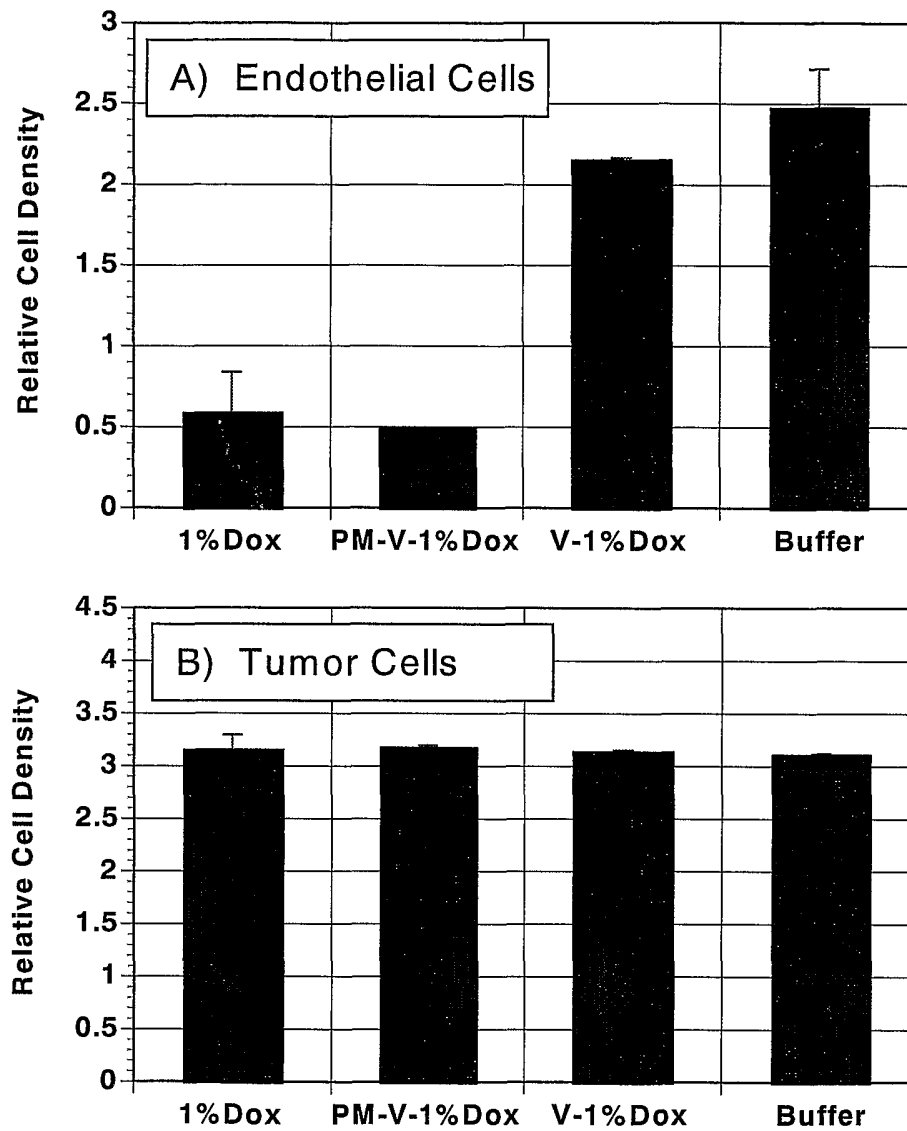 3
A) Endothelial Cells
2.5
2
1.5
1
0.5
0
Relative Cell Density
1%Dox PM-V-1%Dox V-1%Dox Buffer
4.5
B) Tumor Cells
4
3.5
3
2.5
2
1.5
1
0.5
0
Relative Cell Density
1%Dox PM-V-1%Dox V-1%Dox Buffer